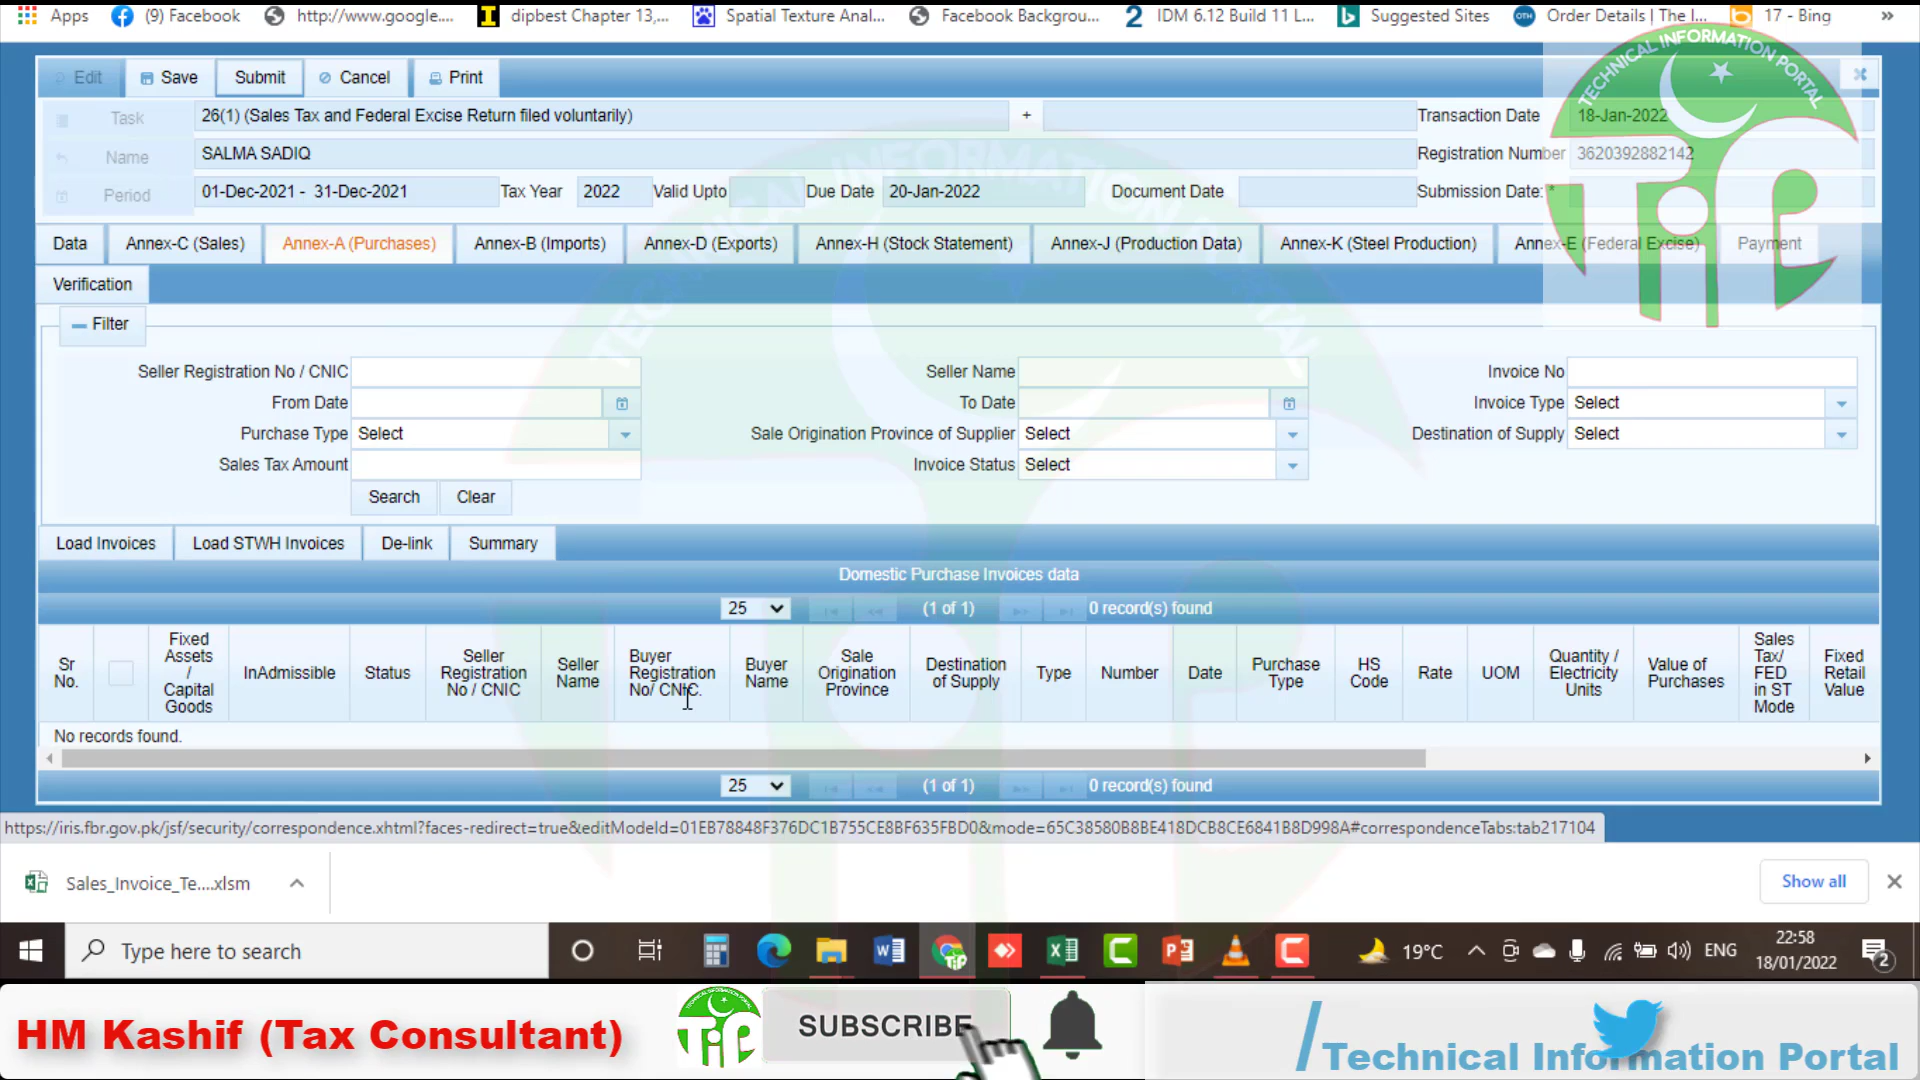 Apps (9) Facebook http://www.google.... dipbest Chapter 13,... Spatial Texture Anal... Facebook Backgrou... IDM 6.12 Build 11 L... Suggested Sites Order Details | The I... 17 - Bing »
Edit Save Submit Cancel Print
TECHNICAL INFORMATION PORTAL
Task 26(1) (Sales Tax and Federal Excise Return filed voluntarily) + Transaction Date 18-Jan-2022
Name SALMA SADIQ Registration Number 3620392882142
Period 01-Dec-2021 - 31-Dec-2021 Tax Year 2022 Valid Upto Due Date 20-Jan-2022 Document Date Submission Date: *
Data Annex-C (Sales) Annex-A (Purchases) Annex-B (Imports) Annex-D (Exports) Annex-H (Stock Statement) Annex-J (Production Data) Annex-K (Steel Production) Annex-E (Federal Excise) Payment
Verification
Filter
Seller Registration No / CNIC Seller Name Invoice No
From Date To Date Invoice Type Select
Purchase Type Select Sale Origination Province of Supplier Select Destination of Supply Select
Sales Tax Amount Invoice Status Select
Search Clear
Load Invoices Load STWH Invoices De-link Summary
Domestic Purchase Invoices data
25 (1 of 1) 0 record(s) found
Sr No. Fixed Assets / Capital Goods InAdmissible Status Seller Registration No / CNIC Seller Name Buyer Registration No/ CNIC. Buyer Name Sale Origination Province Destination of Supply Type Number Date Purchase Type HS Code Rate UOM Quantity / Electricity Units Value of Purchases Sales Tax/ FED in ST Mode Fixed Retail Value
No records found.
25 (1 of 1) 0 record(s) found
https://iris.fbr.gov.pk/jsf/security/correspondence.xhtml?faces-redirect=true&editModeId=01EB78848F376DC1B755CE8BF635FBD0&mode=65C38580B8BE418DCB8CE6841B8D998A#correspondenceTabs:tab217104
Sales_Invoice_Te....xlsm Show all
Type here to search 19°C ENG 22:58
18/01/2022 2
HM Kashif (Tax Consultant) TiP SUBSCRIBE /Technical Information Portal